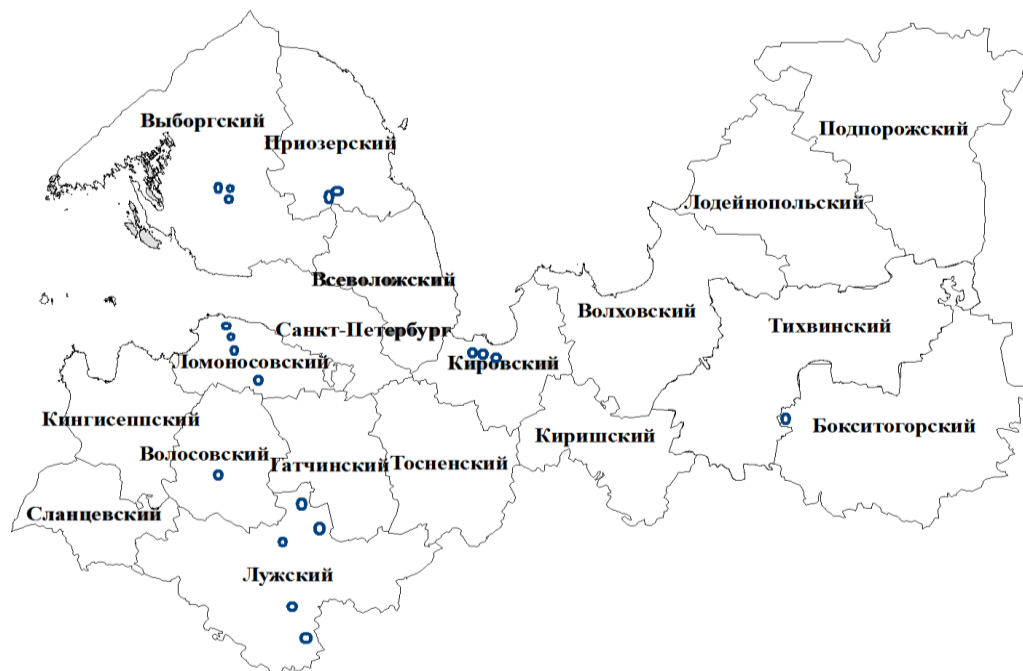 Выборгский
Подпорожский
Приозерский
Лодейнопольский
Всеволожский
Волховский
Санкт-Петербург
Тихвинский
Ломоносовский
Кировский
Кингисеппский
Бокситогорский
Киришский
Волосовский
Гатчинский
Тосненский
Сланцевский
Лужский